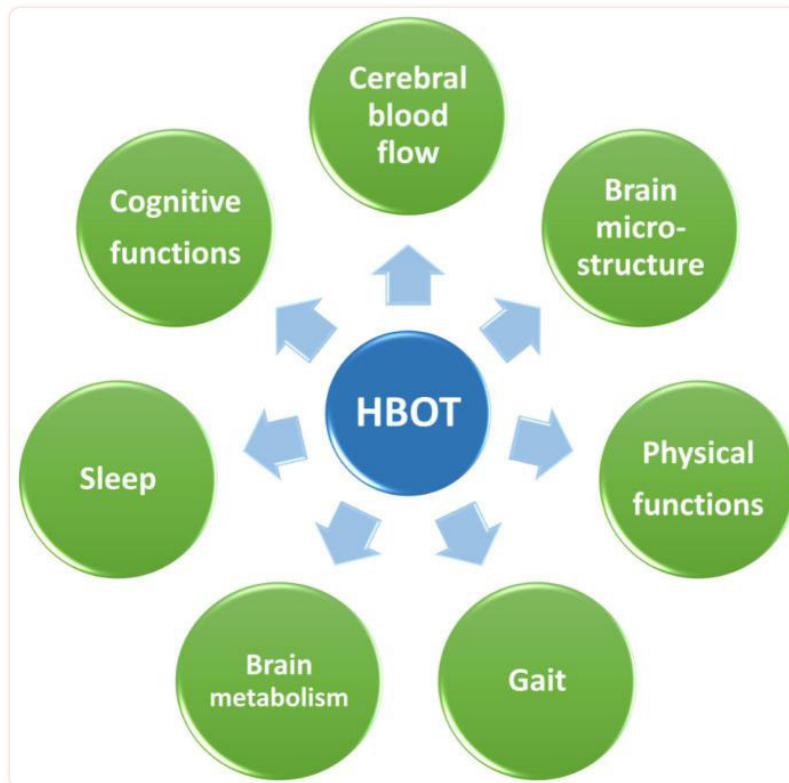 Cerebral
blood
flow
Brain
micro-
structure
Physical
functions
Gait
Brain
metabolism
Sleep
Cognitive
functions
HBOT